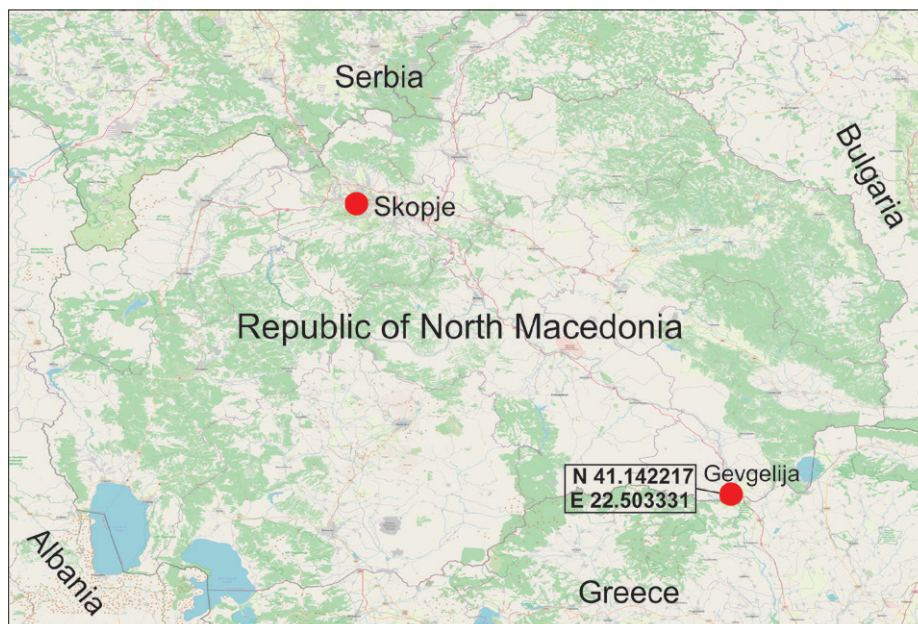 Serbia
Bulgaria
Skopje
Republic of North Macedonia
Gevgelija
N 41.142217
E 22.503331
Albania
Greece